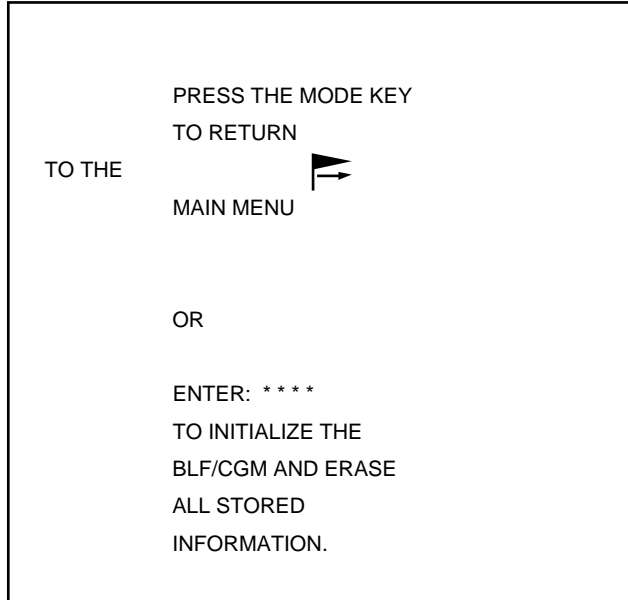 PRESS THE MODE KEY
TO RETURN
TO THE
MAIN MENU
OR
ENTER: * * * *
TO INITIALIZE THE
BLF/CGM AND ERASE
ALL STORED
INFORMATION.